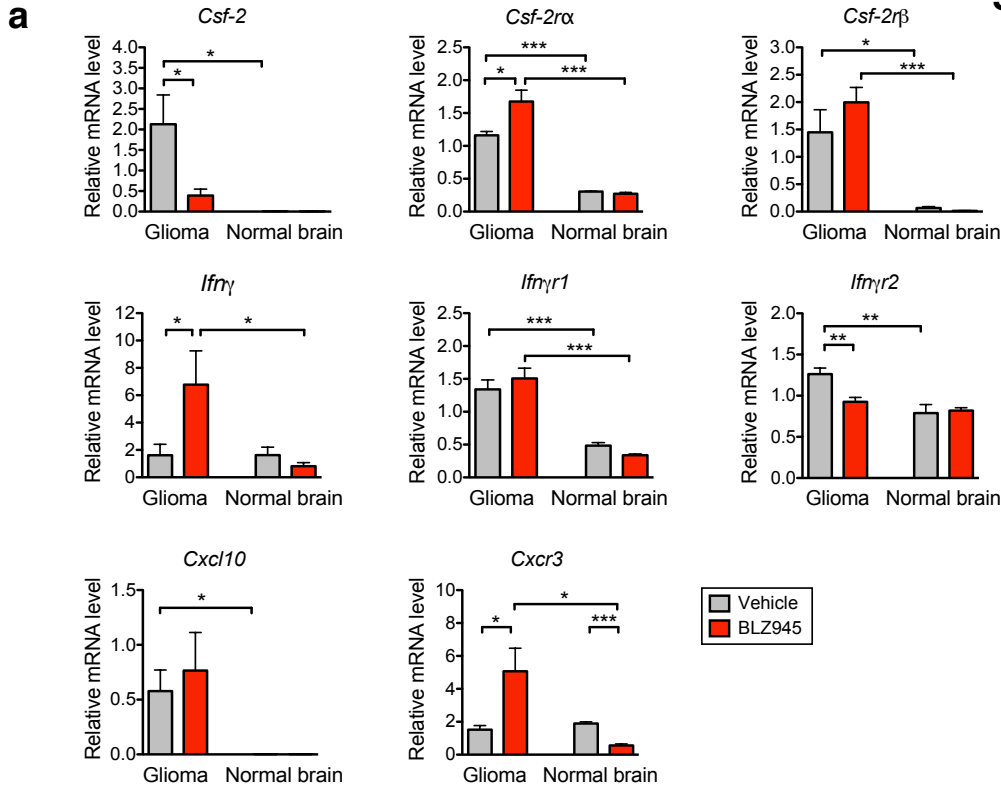 a
Csf-2
Csf-2rα
Csf-2rβ
Relative mRNA level
4.0
3.5
3.0
2.5
2.0
1.5
1.0
0.5
0.0
*
*
Glioma Normal brain
Relative mRNA level
2.5
2.0
1.5
1.0
0.5
0.0
***
*
***
Glioma Normal brain
Relative mRNA level
3.0
2.5
2.0
1.5
1.0
0.5
0.0
*
***
Glioma Normal brain
Ifnγ
Ifnγr1
Ifnγr2
Relative mRNA level
12
10
8
6
4
2
0
*
*
Glioma Normal brain
Relative mRNA level
2.5
2.0
1.5
1.0
0.5
0.0
***
***
Glioma Normal brain
Relative mRNA level
2.0
1.5
1.0
0.5
0.0
**
**
Glioma Normal brain
Cxcl10
Cxcr3
Relative mRNA level
1.5
1.0
0.5
0.0
*
Glioma Normal brain
Relative mRNA level
10
8
6
4
2
0
*
*
***
Glioma Normal brain
Vehicle
BLZ945